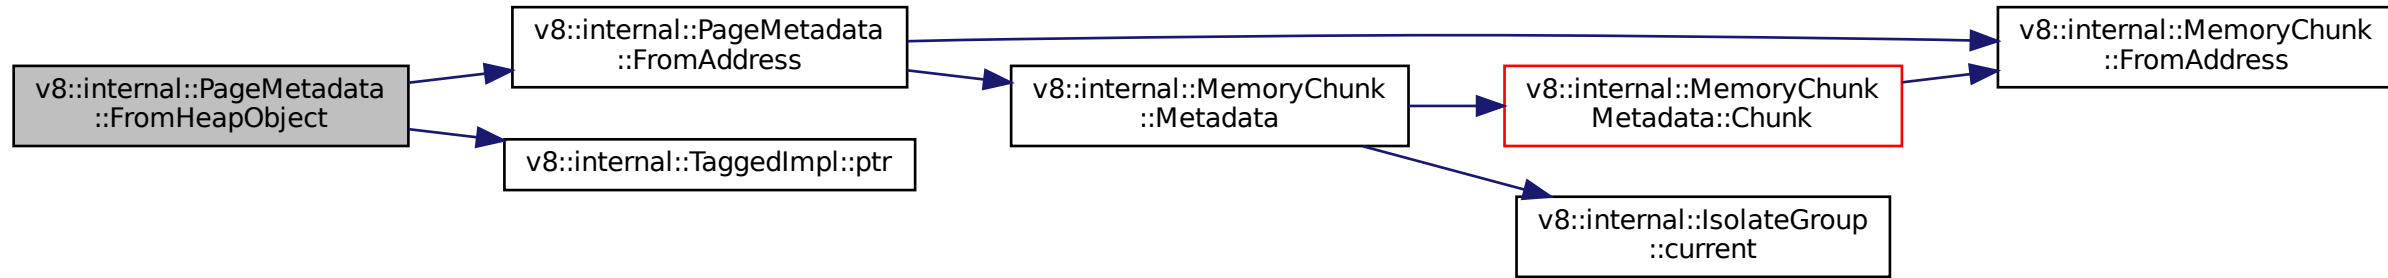 v8::internal::PageMetadata
::FromHeapObject
v8::internal::PageMetadata
::FromAddress
v8::internal::TaggedImpl::ptr
v8::internal::MemoryChunk
::Metadata
v8::internal::MemoryChunk
Metadata::Chunk
v8::internal::IsolateGroup
::current
v8::internal::MemoryChunk
::FromAddress